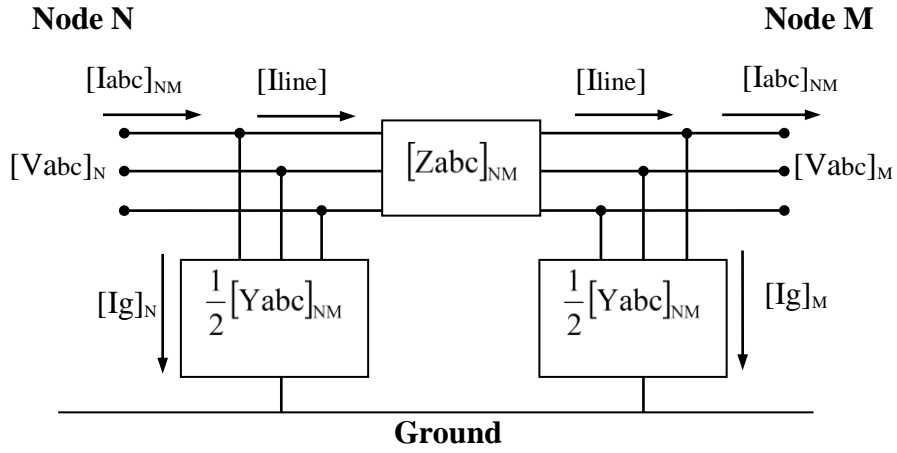 Node N Node M
[Iabc]NM [Iline] [Iline] [Iabc]NM
[Vabc]N [Zabc]NM [Vabc]M
[Ig]N 1/2 [Yabc]NM 1/2 [Yabc]NM [Ig]M
Ground